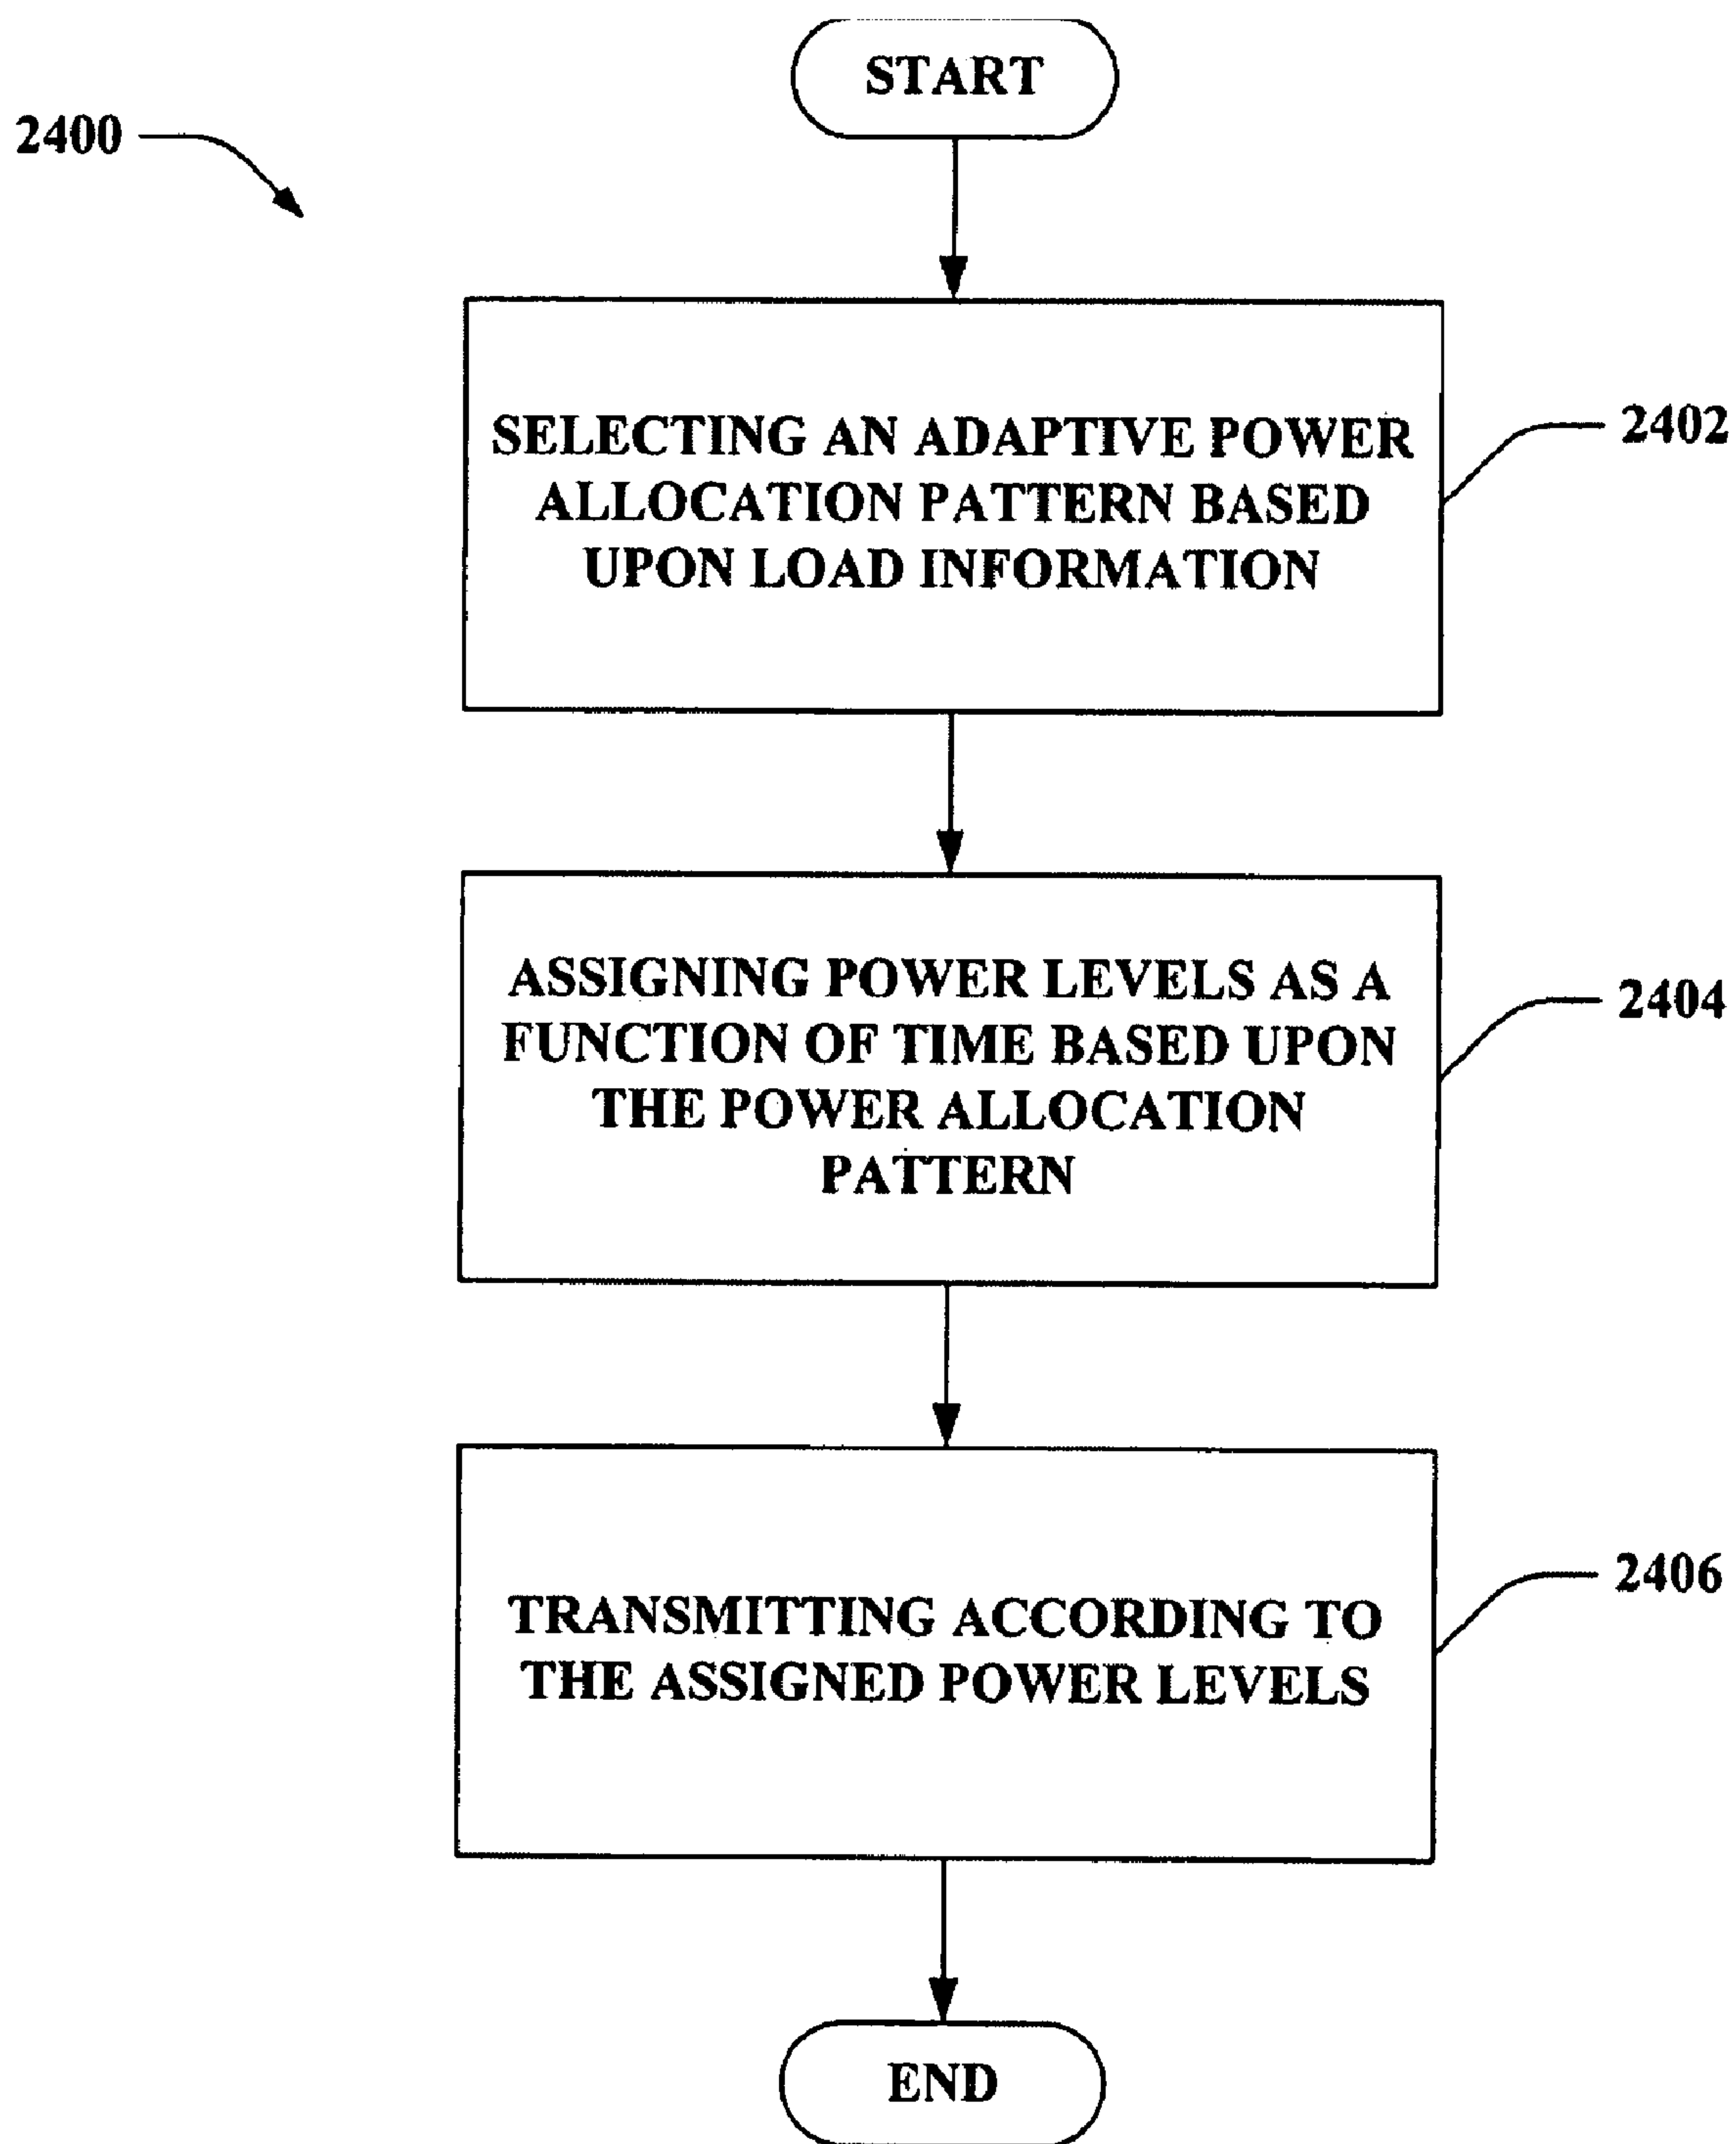 START
2400
SELECTING AN ADAPTIVE POWER
ALLOCATION PATTERN BASED
UPON LOAD INFORMATION
2402
ASSIGNING POWER LEVELS AS A
FUNCTION OF TIME BASED UPON
THE POWER ALLOCATION
PATTERN
2404
TRANSMITTING ACCORDING TO
THE ASSIGNED POWER LEVELS
2406
END